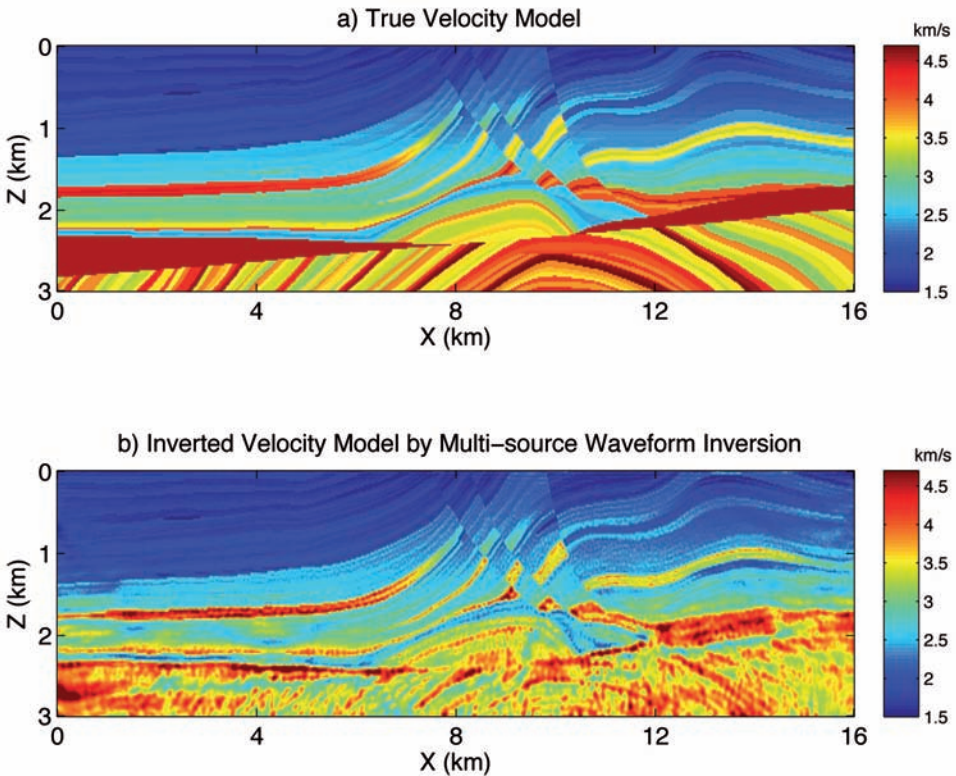 a) True Velocity Model
km/s
0
1
2
3
Z (km)
0 4 8 12 16
X (km)
4.5
4
3.5
3
2.5
2
1.5
b) Inverted Velocity Model by Multi−source Waveform Inversion
km/s
0
1
2
3
Z (km)
0 4 8 12 16
X (km)
4.5
4
3.5
3
2.5
2
1.5